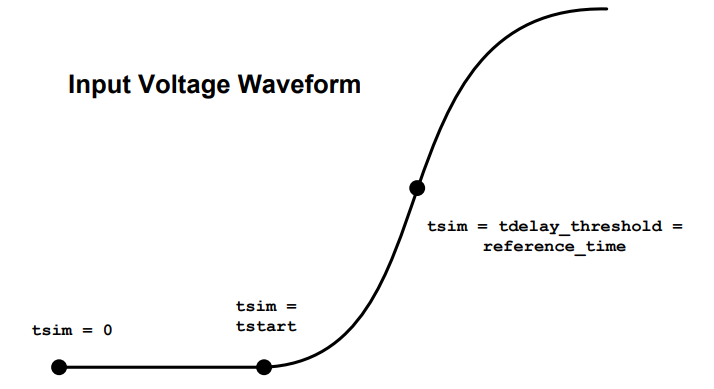 Input Voltage Waveform
tsim = tdelay_threshold =
reference_time
tsim =
tstart
tsim = 0